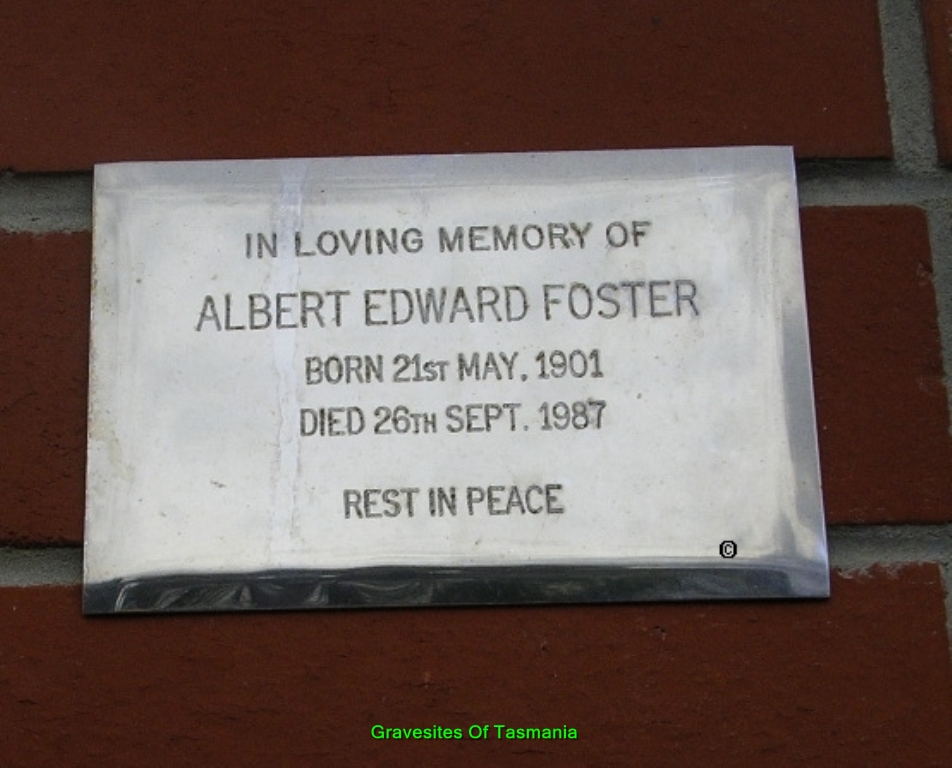 IN LOVING MEMORY OF
ALBERT EDWARD FOSTER
BORN 21ST MAY, 1901
DIED 26TH SEPT. 1987
REST IN PEACE
©
Gravesites Of Tasmania